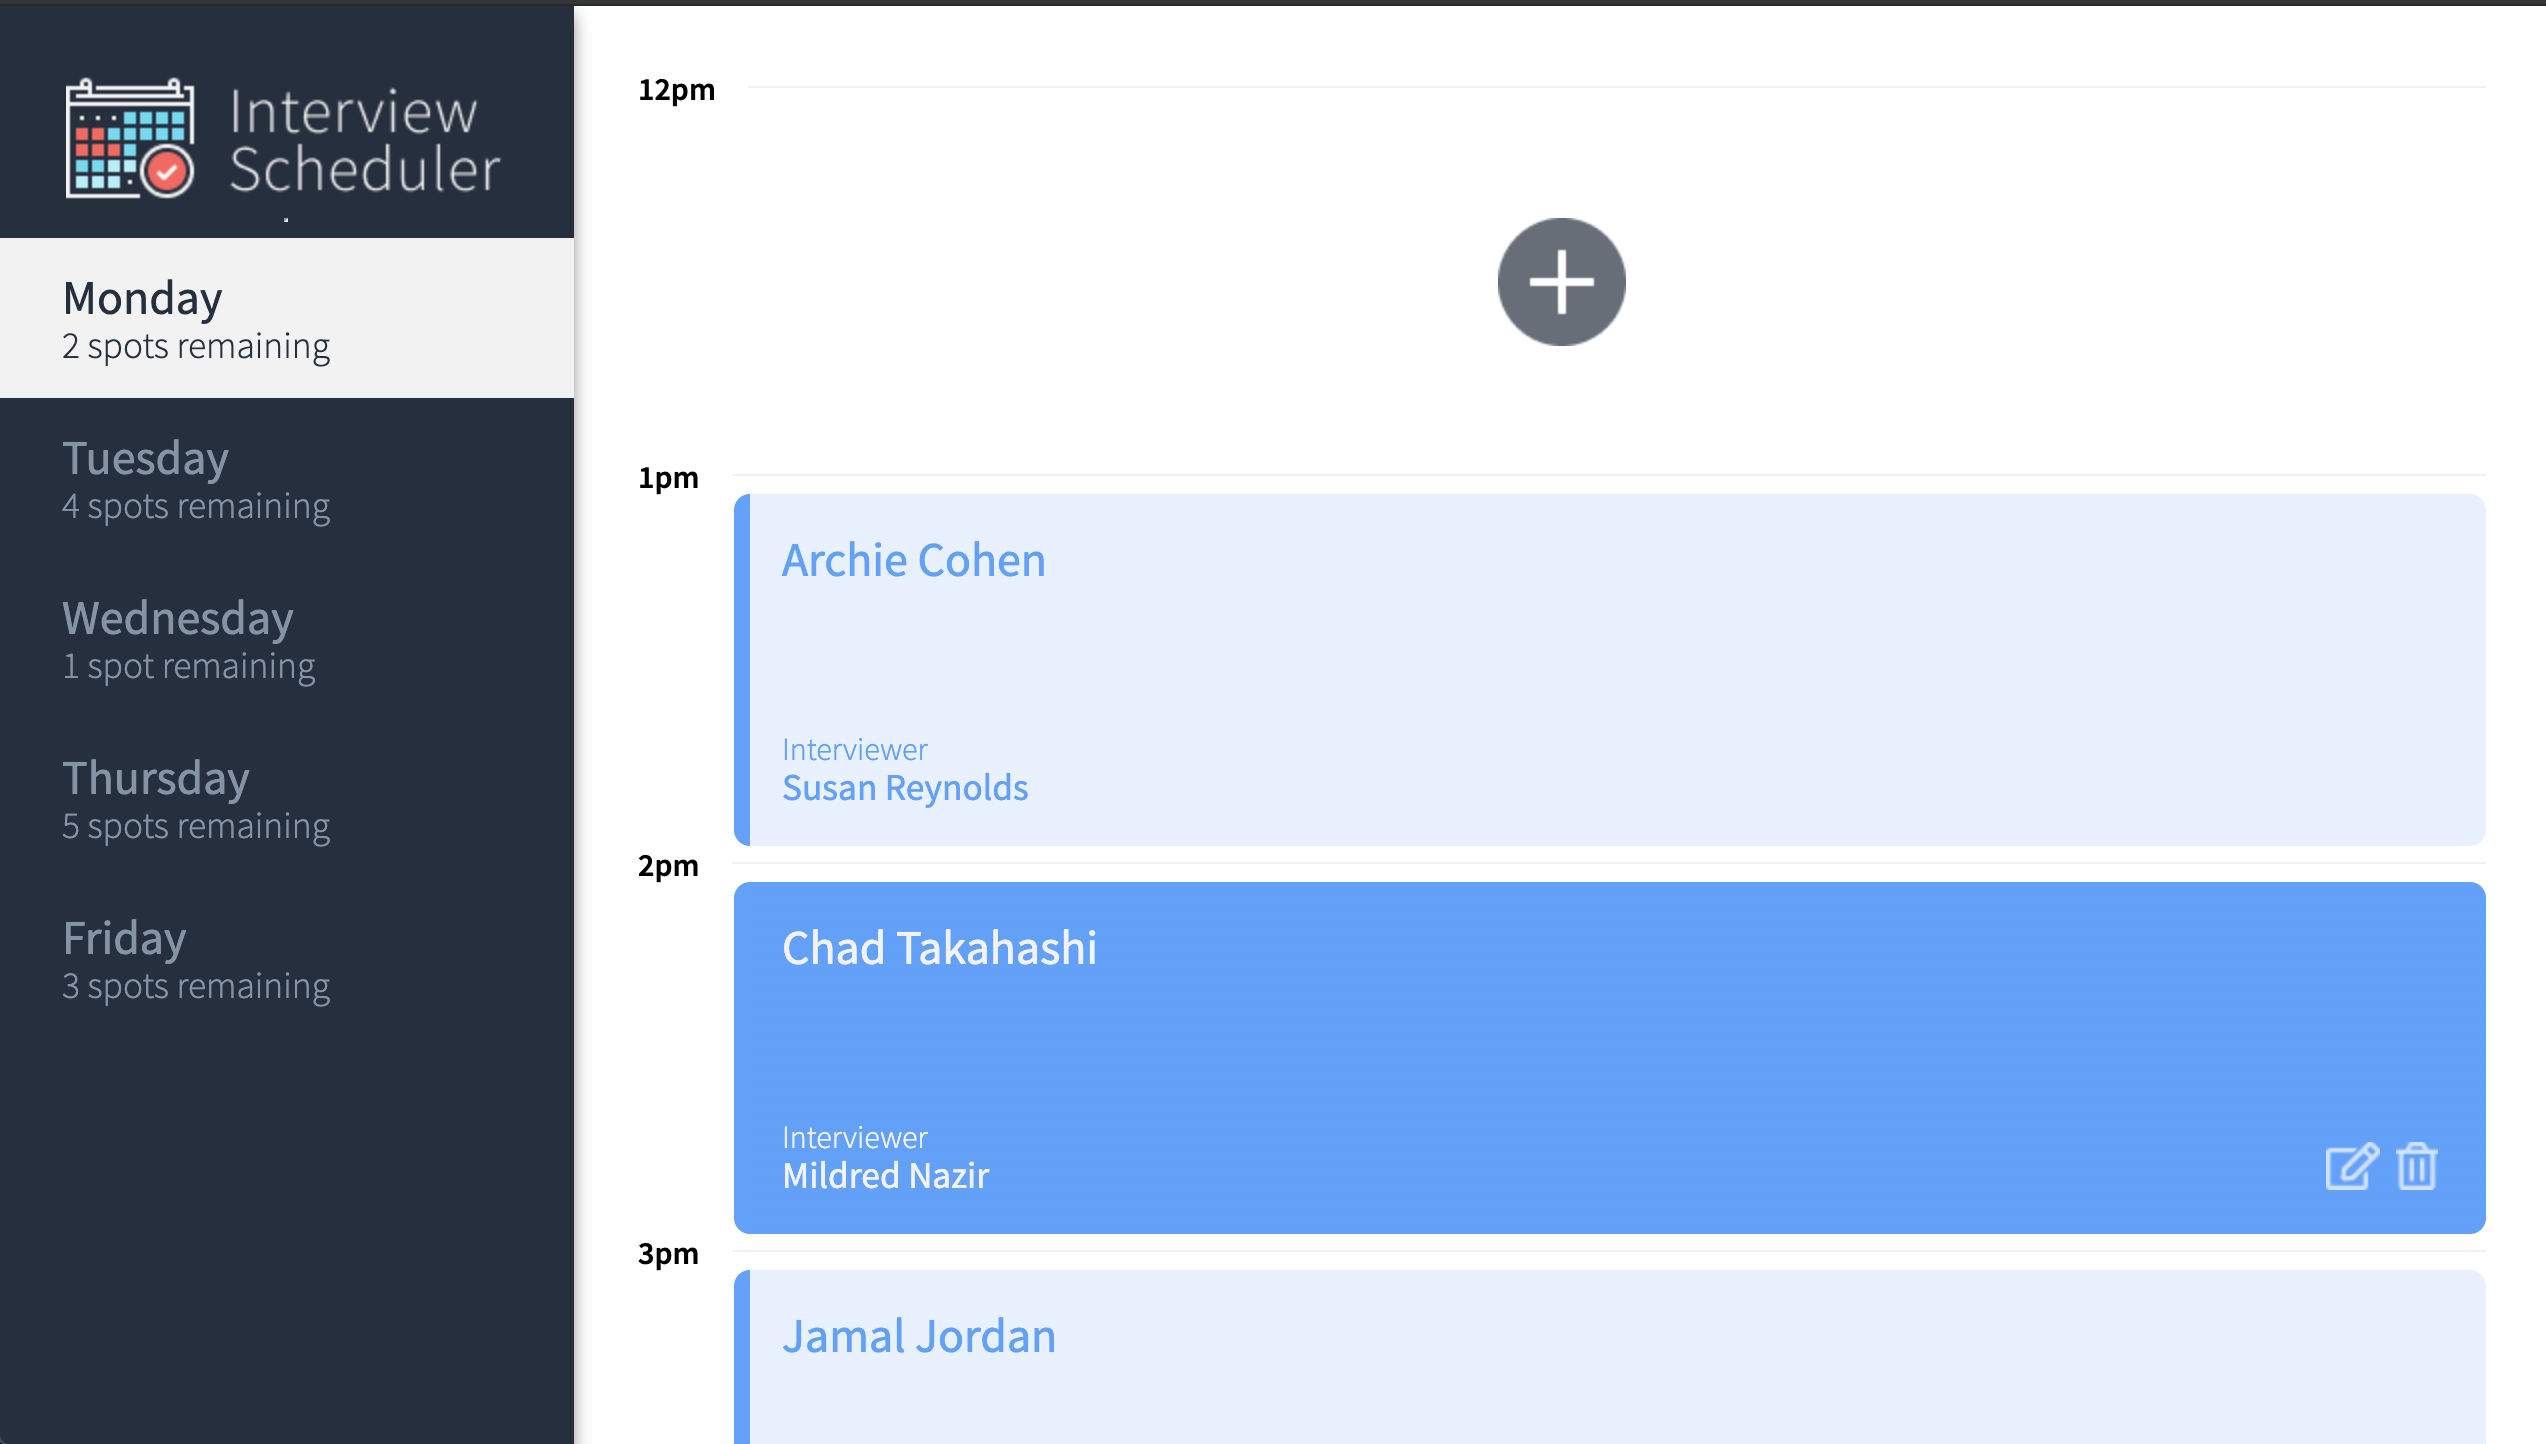 Interview
Scheduler
Monday
2 spots remaining
Tuesday
4 spots remaining
Wednesday
1 spot remaining
Thursday
5 spots remaining
Friday
3 spots remaining
12pm
1pm
Archie Cohen
Interviewer
Susan Reynolds
2pm
Chad Takahashi
Interviewer
Mildred Nazir
3pm
Jamal Jordan